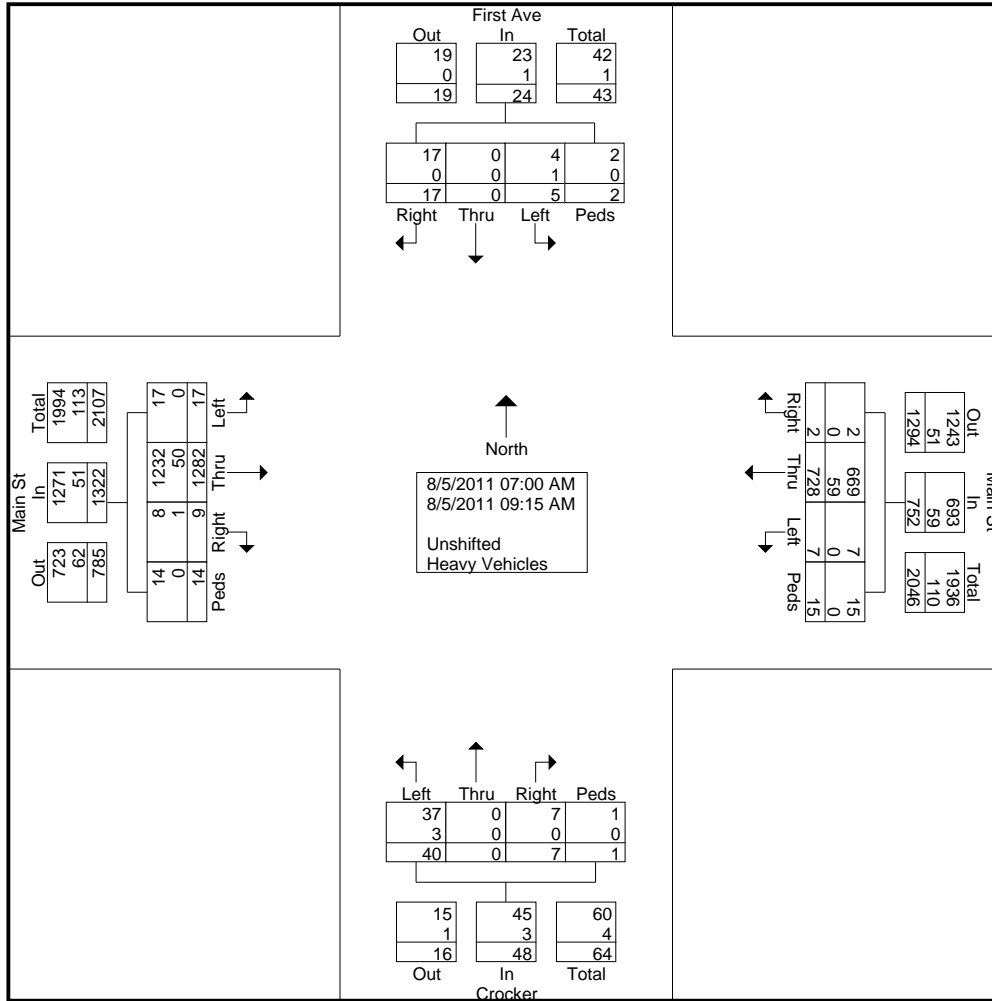 First Ave
Out In Total
19 23 42
0 1 1
19 24 43
17 0 4 2
0 0 1 0
17 0 5 2
Right Thru Left Peds
Main St
Total In Out
1994 1271 723
113 51 62
2107 1322 785
17 1232 8 14
0 50 1 0
17 1282 9 14
Left Thru Right Peds
North
8/5/2011 07:00 AM
8/5/2011 09:15 AM
Unshifted
Heavy Vehicles
Main St
Out In Total
1243 693 1936
51 59 110
1294 752 2046
2 669 7 15
0 59 0 0
2 728 7 15
Right Thru Left Peds
Left Thru Right Peds
37 0 7 1
3 0 0 0
40 0 7 1
15 45 60
1 3 4
16 48 64
Out In Total
Crocker